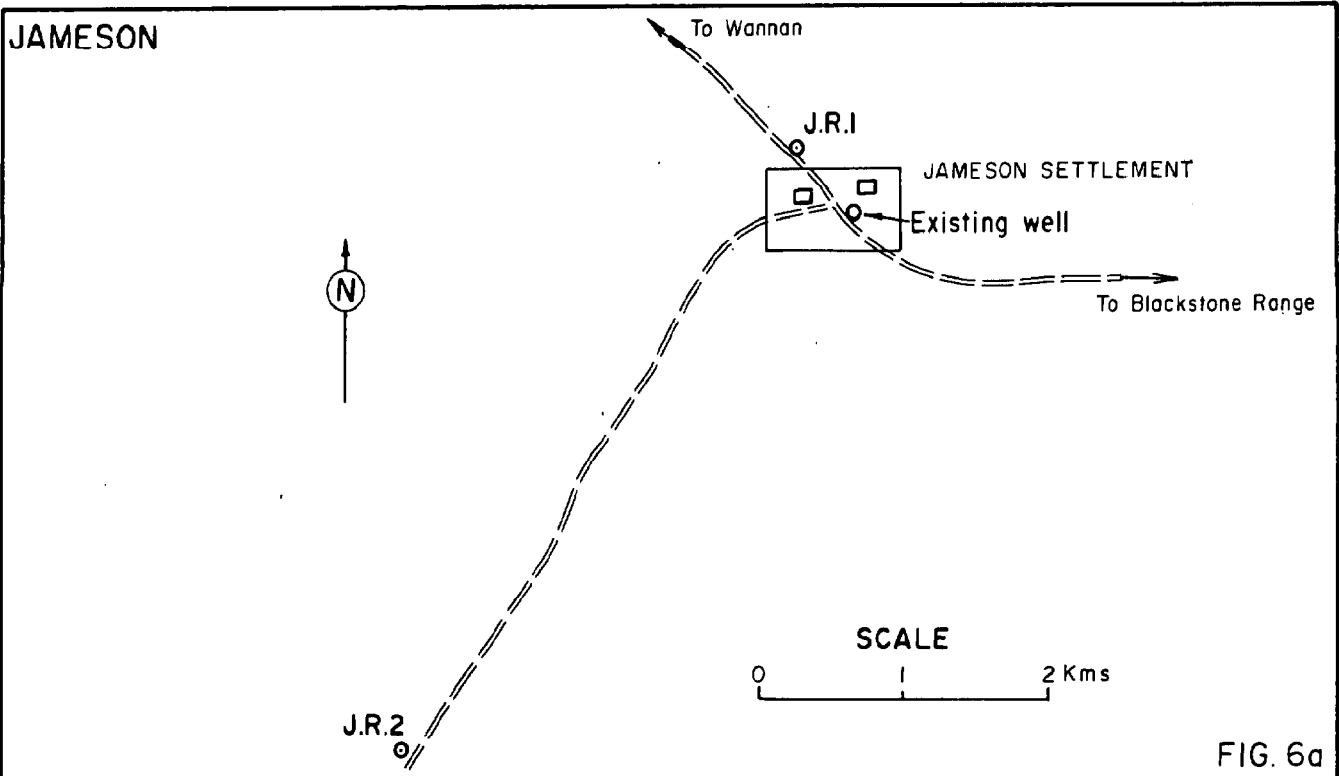 JAMESON
To Wannan
J.R.1
JAMESON SETTLEMENT
Existing well
N
To Blackstone Range
SCALE
0 1 2 Kms
J.R.2
FIG. 6a